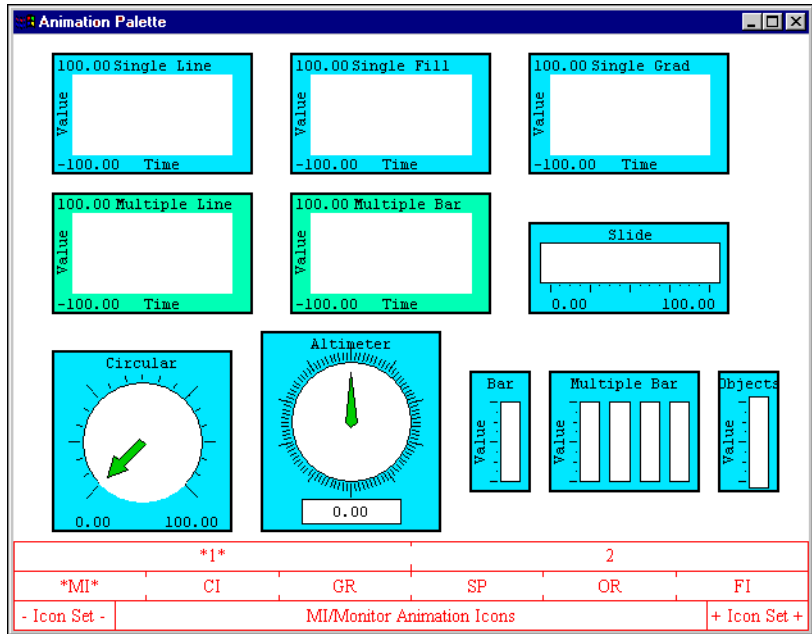 Animation Palette
100.00 Single Line
Value
-100.00 Time
100.00 Single Fill
Value
-100.00 Time
100.00 Single Grad
Value
-100.00 Time
100.00 Multiple Line
Value
-100.00 Time
100.00 Multiple Bar
Value
-100.00 Time
Slide
0.00 100.00
Circular
0.00 100.00
Altimeter
0.00
Bar
Value
Multiple Bar
Value
Objects
Value
*1* 2
*MI* CI GR SP OR FI
- Icon Set - MI/Monitor Animation Icons + Icon Set +